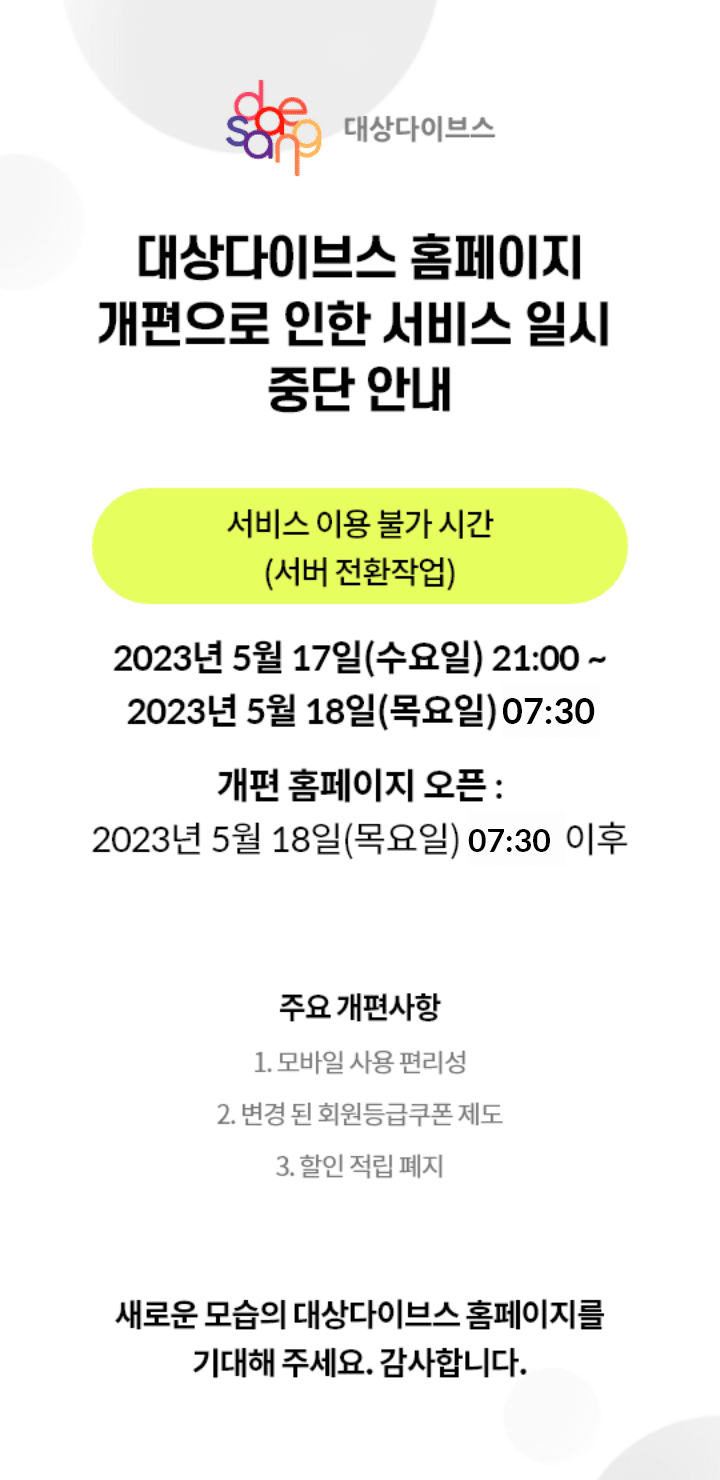 daesang 대상다이브스
대상다이브스 홈페이지
개편으로 인한 서비스 일시
중단 안내
서비스 이용 불가 시간
(서버 전환작업)
2023년 5월 17일(수요일) 21:00 ~
2023년 5월 18일(목요일) 07:30
개편 홈페이지 오픈 :
2023년 5월 18일(목요일) 07:30 이후
주요 개편사항
1. 모바일 사용 편리성
2. 변경 된 회원등급쿠폰 제도
3. 할인 적립 폐지
새로운 모습의 대상다이브스 홈페이지를
기대해 주세요. 감사합니다.